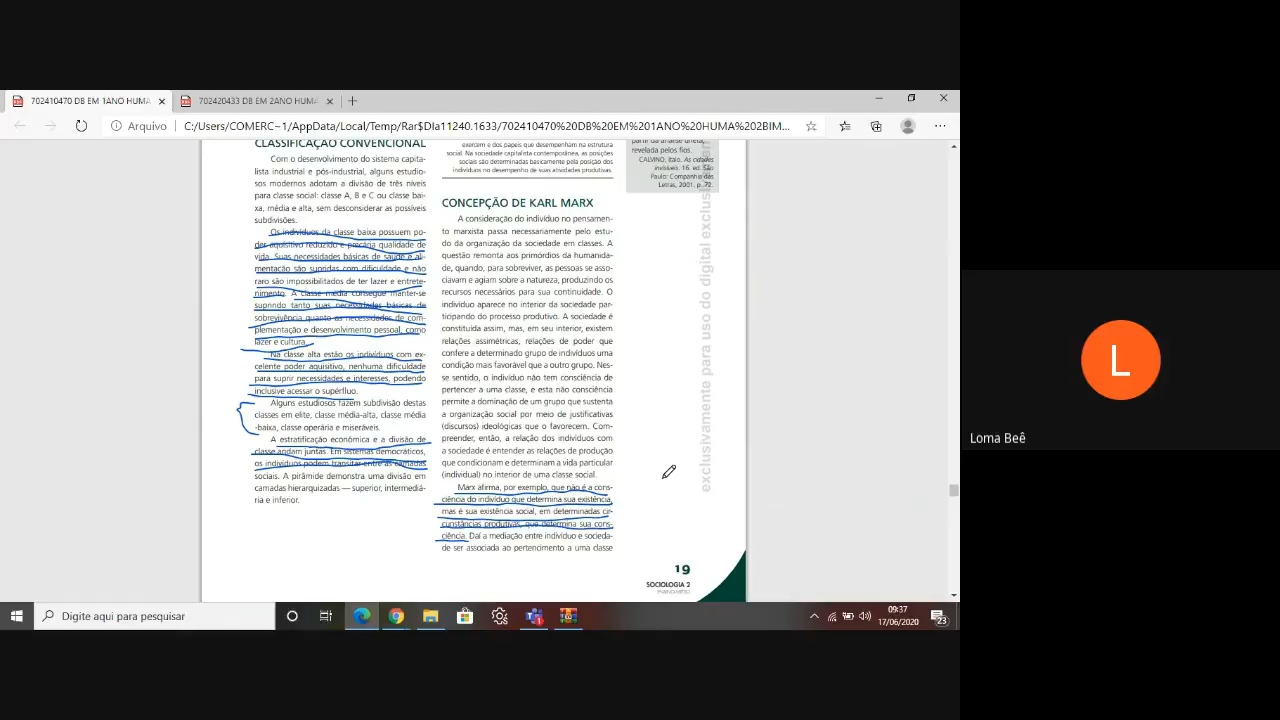 702410470 DB EM 1ANO HUMA
702420433 DB EM 2ANO HUMA
Arquivo
C:/Users/COMERC~1/AppData/Local/Temp/Rar$DIa11240.1633/702410470%20DB%20EM%201ANO%20HUMA%202BIM...
CLASSIFICAÇÃO CONVENCIONAL
Com o desenvolvimento do sistema capita-
lista industrial e pós-industrial, alguns estudio-
sos modernos adotam a divisão de três níveis
para classe social: classe A, B e C ou classe bai-
xa, média e alta, sem desconsiderar as possíveis
subdivisões.
Os indivíduos da classe baixa possuem po-
der aquisitivo reduzido e precária qualidade de
vida. Suas necessidades básicas de saúde e ali-
mentação são supridas com dificuldade e não
raro são impossibilitados de ter lazer e entrete-
nimento. A classe média consegue manter-se
suprindo tanto suas necessidades básicas de
sobrevivência quanto as necessidades de com-
plementação e desenvolvimento pessoal, como
lazer e cultura.
Na classe alta estão os indivíduos com ex-
celente poder aquisitivo, nenhuma dificuldade
para suprir necessidades e interesses, podendo
inclusive acessar o supérfluo.
Alguns estudiosos fazem subdivisão destas
classes em elite, classe média-alta, classe média
-baixa, classe operária e miseráveis.
A estratificação econômica e a divisão de
classe andam juntas. Em sistemas democráticos,
os indivíduos podem transitar entre as camadas
sociais. A pirâmide demonstra uma divisão em
camadas hierarquizadas — superior, intermediá-
ria e inferior.
exercem e dos papéis que desempenham na estrutura
social. Na sociedade capitalista contemporânea, as posições
sociais são determinadas basicamente pela posição dos
indivíduos no desempenho de suas atividades produtivas.
CONCEPÇÃO DE KARL MARX
A consideração do indivíduo no pensamen-
to marxista passa necessariamente pelo estu-
do da organização da sociedade em classes. A
questão remonta aos primórdios da humanida-
de, quando, para sobreviver, as pessoas se asso-
ciavam e agiam sobre a natureza, produzindo os
recursos necessários para sua continuidade. O
indivíduo aparece no interior da sociedade par-
ticipando do processo produtivo. A sociedade é
constituída assim, mas, em seu interior, existem
relações assimétricas, relações de poder que
confere a determinado grupo de indivíduos uma
condição mais favorável que a outro grupo. Nes-
se sentido, o indivíduo não tem consciência de
pertencer a uma classe, e esta não consciência
permite a dominação de um grupo que sustenta
a organização social por meio de justificativas
(discursos) ideológicas que o favorecem. Com-
preender, então, a relação dos indivíduos com
a sociedade é entender as relações de produção
que condicionam e determinam a vida particular
(individual) no interior de uma classe social.
Marx afirma, por exemplo, que não é a cons-
ciência do indivíduo que determina sua existência,
mas é sua existência social, em determinadas cir-
cunstâncias produtivas, que determina sua cons-
ciência. Daí a mediação entre indivíduo e socieda-
de ser associada ao pertencimento a uma classe
partir da análise direta,
revelada pelos fios.
CALVINO, Italo. As cidades
invisíveis. 16. ed. São
Paulo: Companhia das
Letras, 2001. p. 72.
exclusivamente para uso do digital exclusiv
19
SOCIOLOGIA 2
ENSINO MÉDIO
L
Loma Beê
Digite aqui para pesquisar
1
09:37
17/06/2020
23